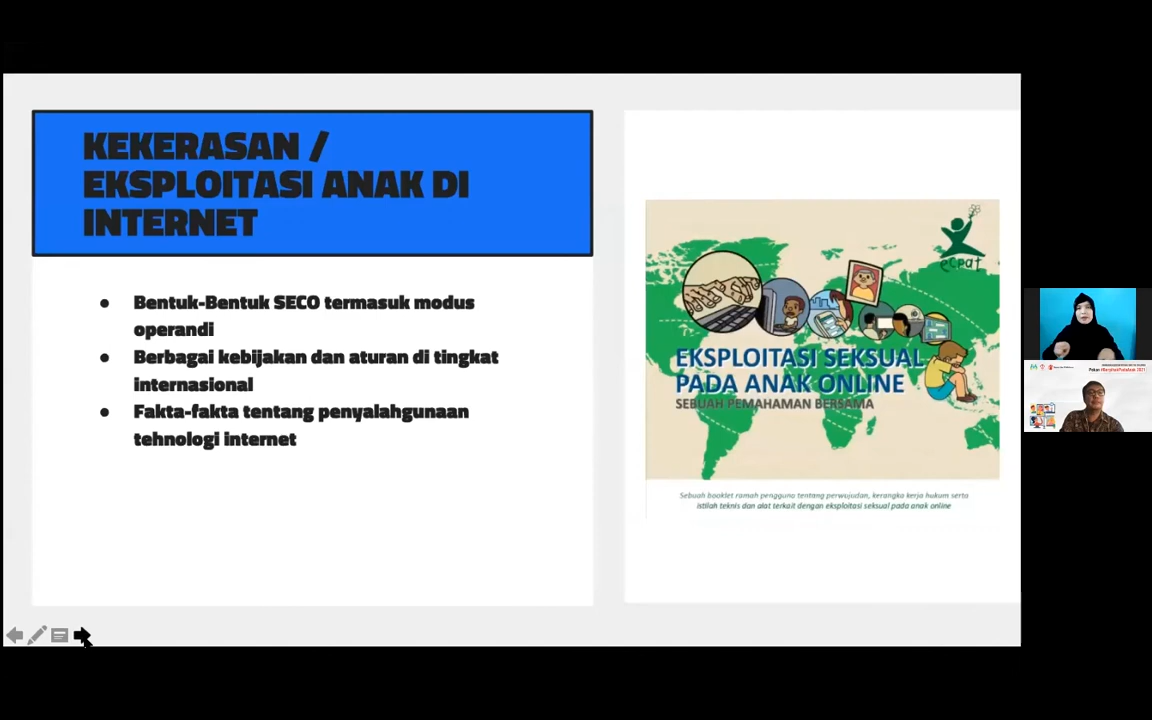 KEKERASAN /
EKSPLOITASI ANAK DI
INTERNET
● Bentuk-Bentuk SECO termasuk modus
operandi
● Berbagai kebijakan dan aturan di tingkat
internasional
● Fakta-fakta tentang penyalahgunaan
tehnologi internet
ecpat
EKSPLOITASI SEKSUAL
PADA ANAK ONLINE
SEBUAH PEMAHAMAN BERSAMA
Sebuah booklet ramah pengguna tentang perwujudan, kerangka kerja hukum serta
istilah teknis dan alat terkait dengan eksploitasi seksual pada anak online